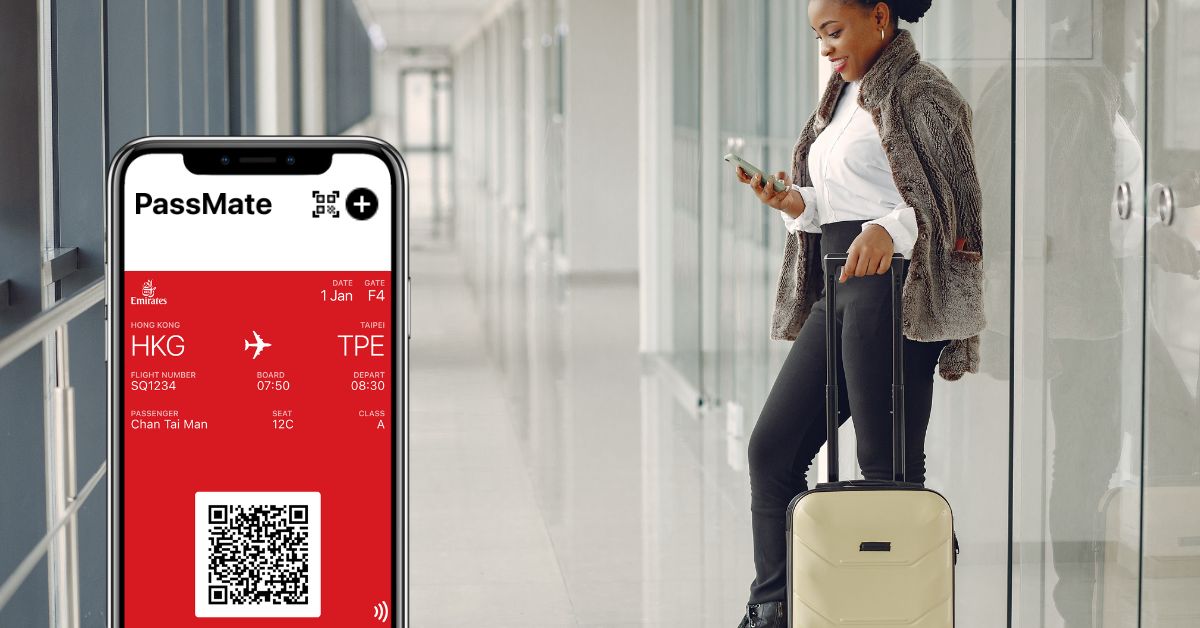 PassMate
Emirates
DATE GATE
1 Jan F4
HONG KONG TAIPEI
HKG TPE
FLIGHT NUMBER BOARD DEPART
SQ1234 07:50 08:30
PASSENGER SEAT CLASS
Chan Tai Man 12C A